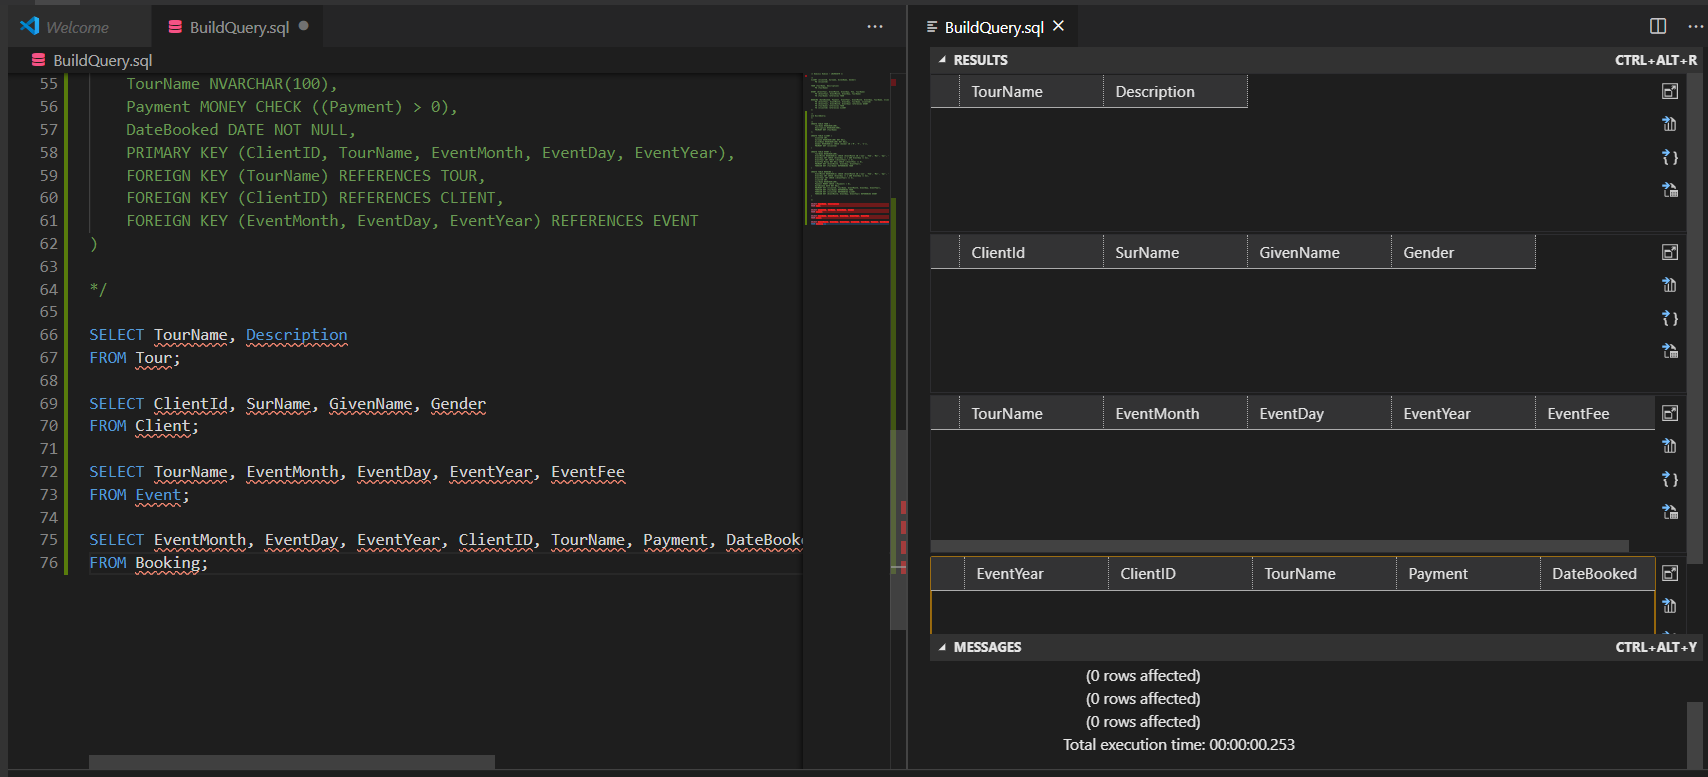 Welcome
BuildQuery.sql
BuildQuery.sql
55 TourName NVARCHAR(100),
56 Payment MONEY CHECK ((Payment) > 0),
57 DateBooked DATE NOT NULL,
58 PRIMARY KEY (ClientID, TourName, EventMonth, EventDay, EventYear),
59 FOREIGN KEY (TourName) REFERENCES TOUR,
60 FOREIGN KEY (ClientID) REFERENCES CLIENT,
61 FOREIGN KEY (EventMonth, EventDay, EventYear) REFERENCES EVENT
62 )
63
64 */
65
66 SELECT TourName, Description
67 FROM Tour;
68
69 SELECT ClientId, SurName, GivenName, Gender
70 FROM Client;
71
72 SELECT TourName, EventMonth, EventDay, EventYear, EventFee
73 FROM Event;
74
75 SELECT EventMonth, EventDay, EventYear, ClientID, TourName, Payment, DateBook
76 FROM Booking;
BuildQuery.sql
RESULTS CTRL+ALT+R
TourName Description
ClientId SurName GivenName Gender
TourName EventMonth EventDay EventYear EventFee
EventYear ClientID TourName Payment DateBooked
MESSAGES CTRL+ALT+Y
(0 rows affected)
(0 rows affected)
(0 rows affected)
Total execution time: 00:00:00.253